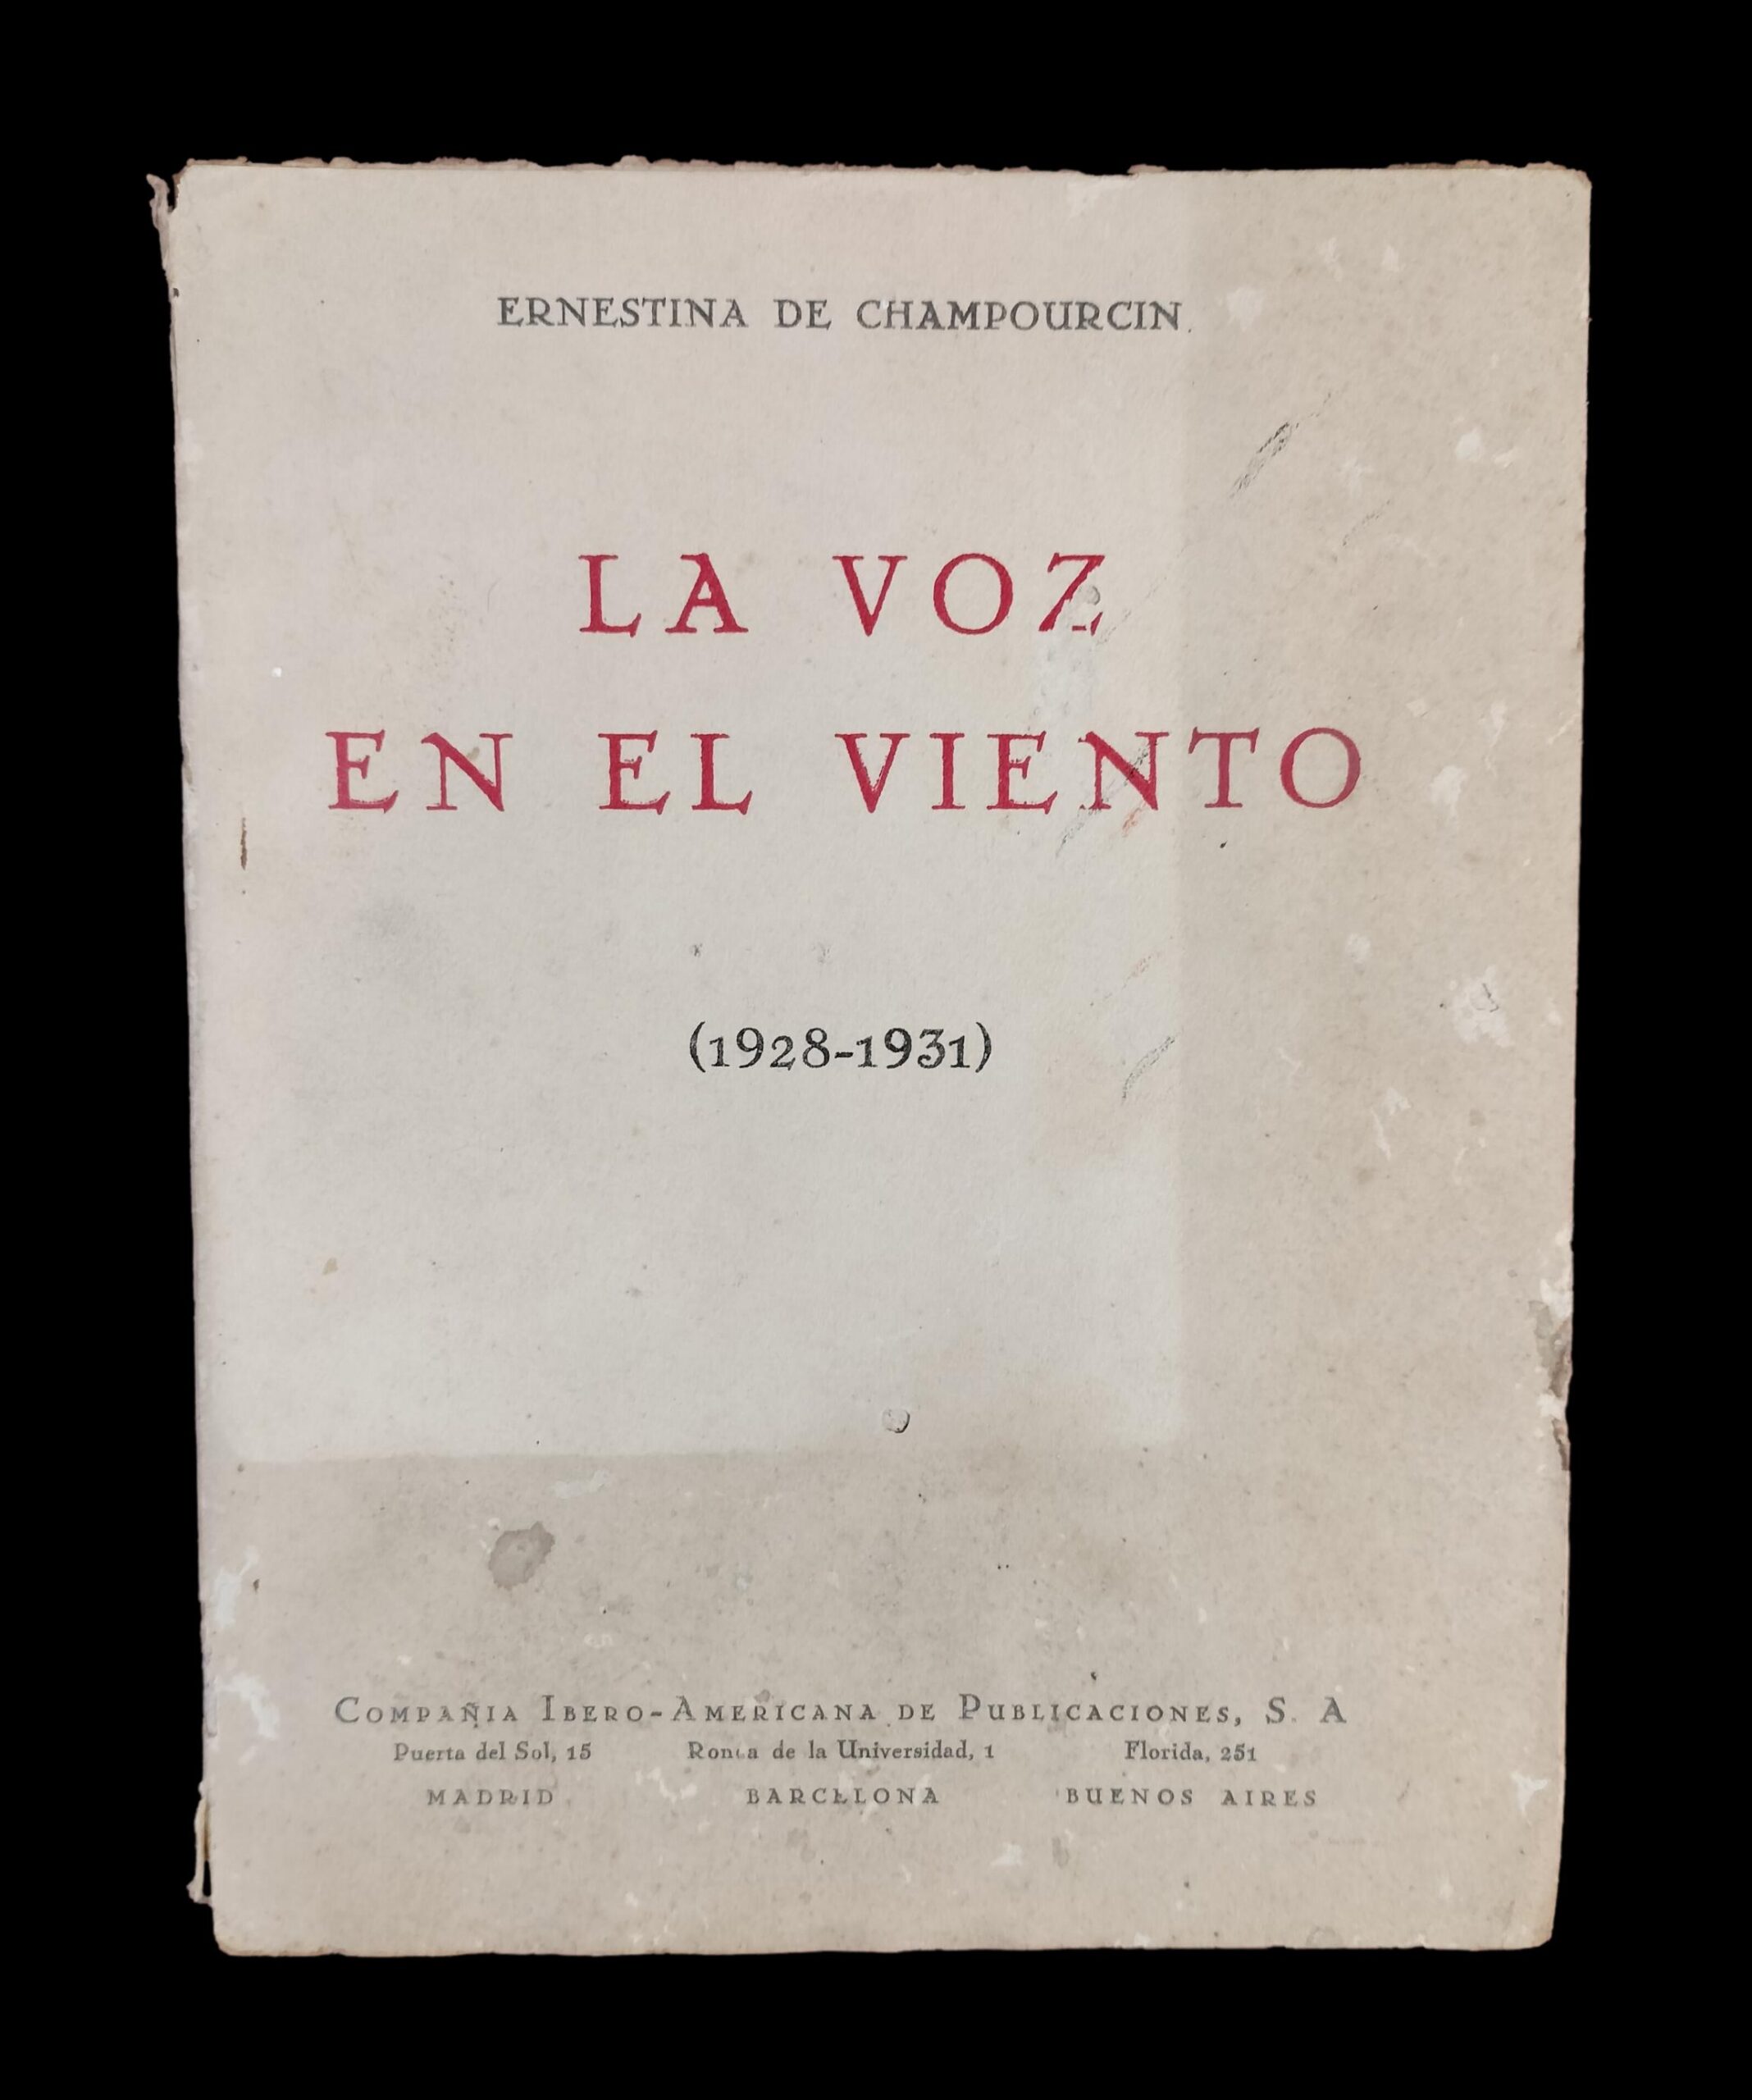 ERNESTINA DE CHAMPOURCIN
LA VOZ
EN EL VIENTO
(1928-1931)
COMPAÑIA IBERO-AMERICANA DE PUBLICACIONES, S. A
Puerta del Sol, 15 Ronda de la Universidad, 1 Florida, 251
MADRID BARCELONA BUENOS AIRES